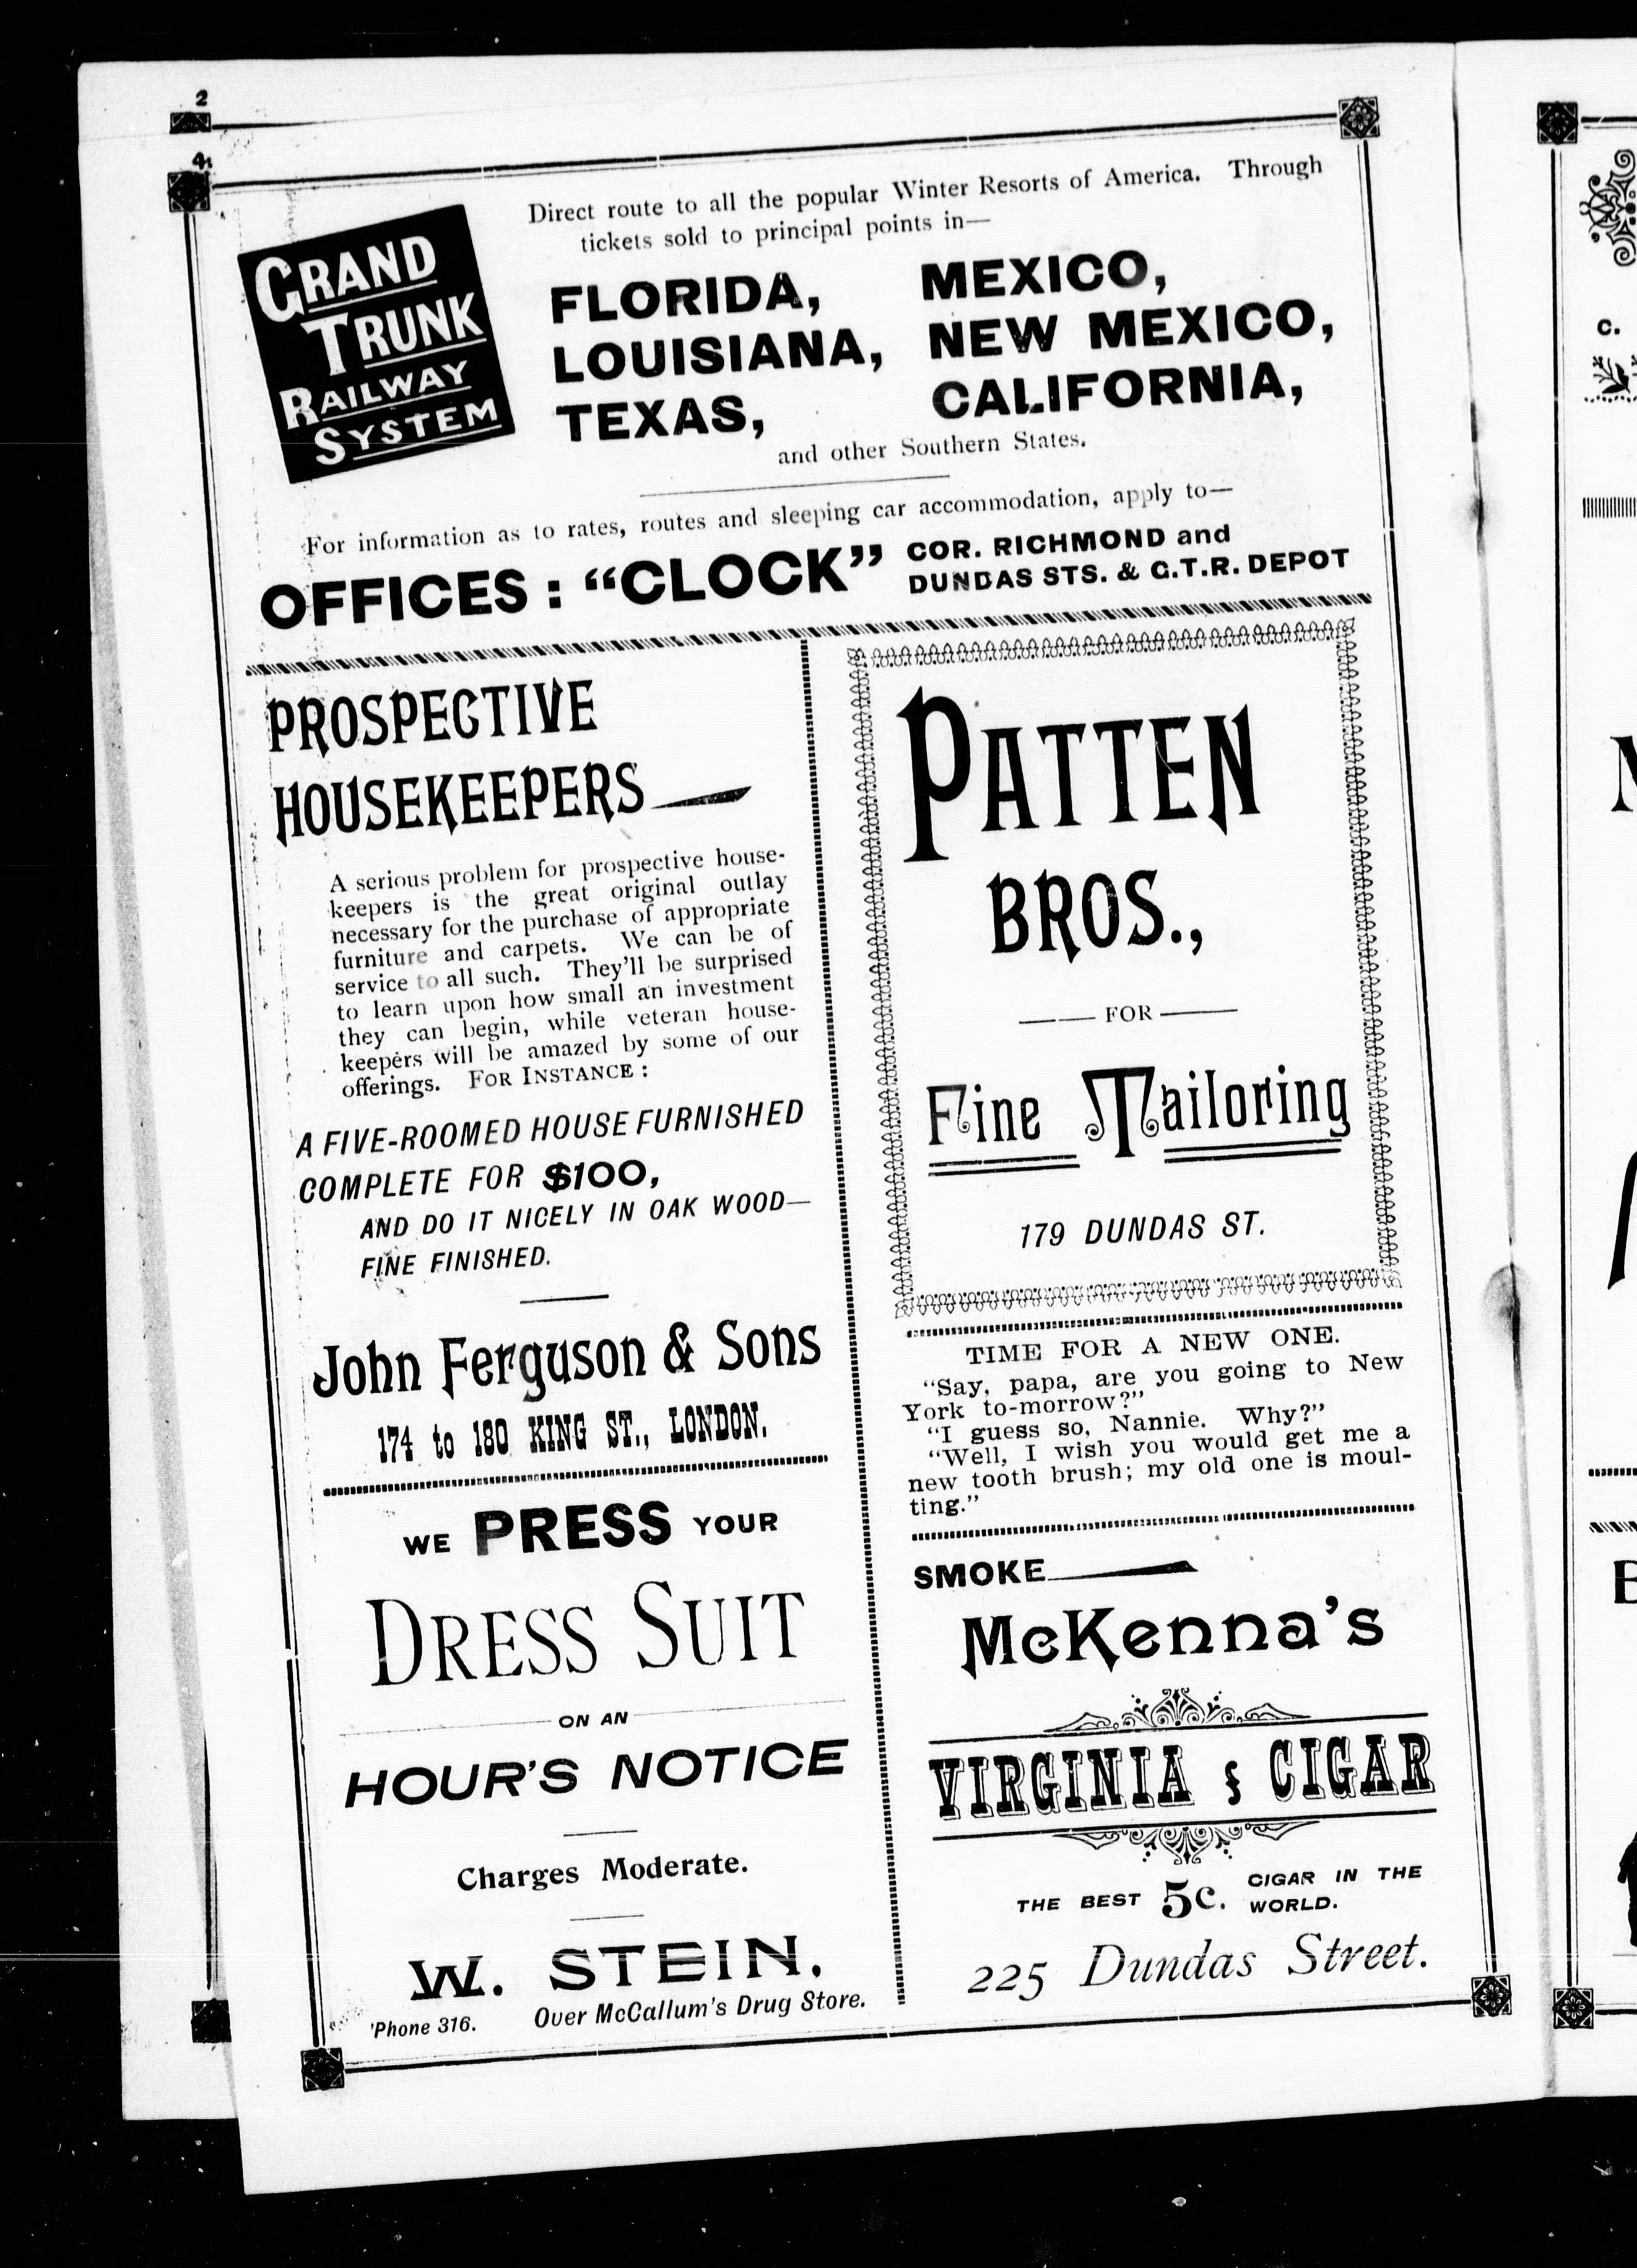 2
4
GRAND
TRUNK
RAILWAY
SYSTEM
Direct route to all the popular Winter Resorts of America. Through
tickets sold to principal points in—
FLORIDA,
LOUISIANA,
TEXAS,
MEXICO,
NEW MEXICO,
CALIFORNIA,
and other Southern States.
For information as to rates, routes and sleeping car accommodation, apply to—
OFFICES : “CLOCK”
COR. RICHMOND and
DUNDAS STS. & G.T.R. DEPOT
PROSPECTIVE
HOUSEKEEPERS
A serious problem for prospective house-
keepers is the great original outlay
necessary for the purchase of appropriate
furniture and carpets. We can be of
service to all such. They'll be surprised
to learn upon how small an investment
they can begin, while veteran house-
keepers will be amazed by some of our
offerings. FOR INSTANCE :
A FIVE-ROOMED HOUSE FURNISHED
COMPLETE FOR $100,
AND DO IT NICELY IN OAK WOOD—
FINE FINISHED.
John Ferguson & Sons
174 to 180 KING ST., LONDON.
WE PRESS YOUR
DRESS SUIT
ON AN
HOUR'S NOTICE
Charges Moderate.
W. STEIN.
'Phone 316. Over McCallum's Drug Store.
PATTEN
BROS.,
FOR
Fine Tailoring
179 DUNDAS ST.
TIME FOR A NEW ONE.
“Say, papa, are you going to New
York to-morrow?”
“I guess so, Nannie. Why?”
“Well, I wish you would get me a
new tooth brush; my old one is moul-
ting.”
SMOKE
McKenna's
VIRGINIA CIGAR
THE BEST 5c. CIGAR IN THE
WORLD.
225 Dundas Street.
C.